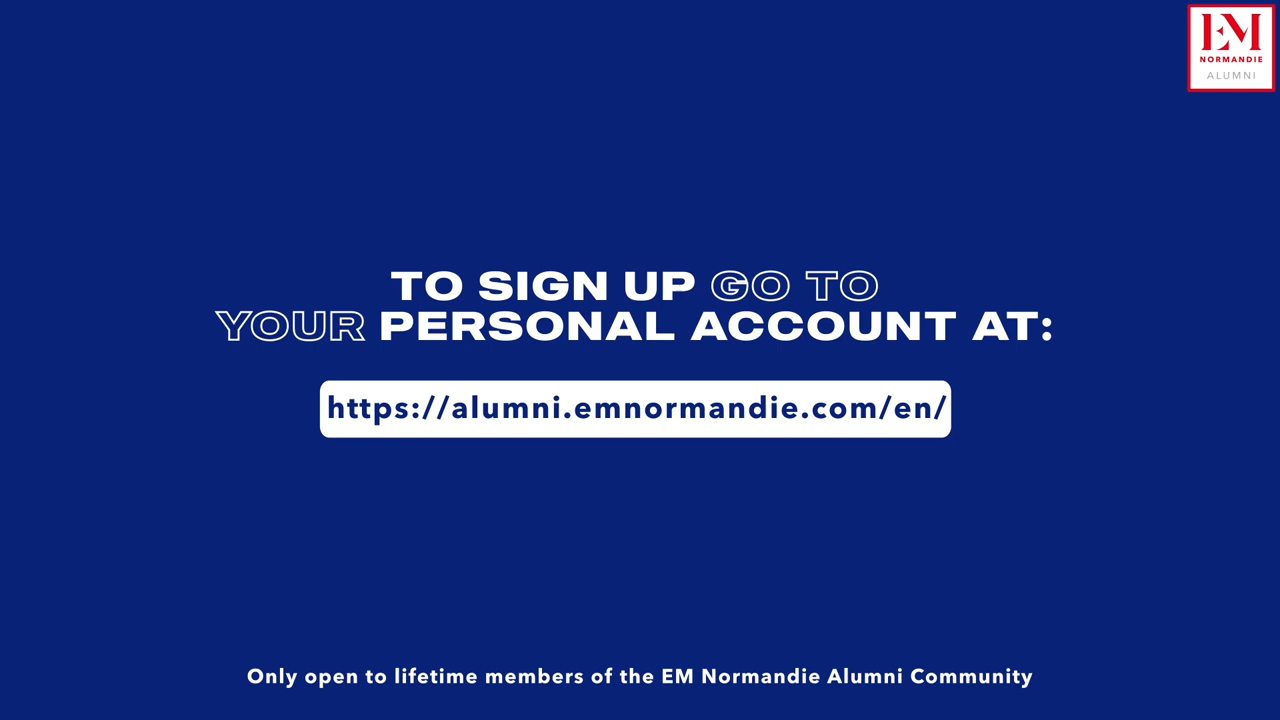 EM
NORMANDIE
ALUMNI
TO SIGN UP GO TO
YOUR PERSONAL ACCOUNT AT:
https://alumni.emnormandie.com/en/
Only open to lifetime members of the EM Normandie Alumni Community